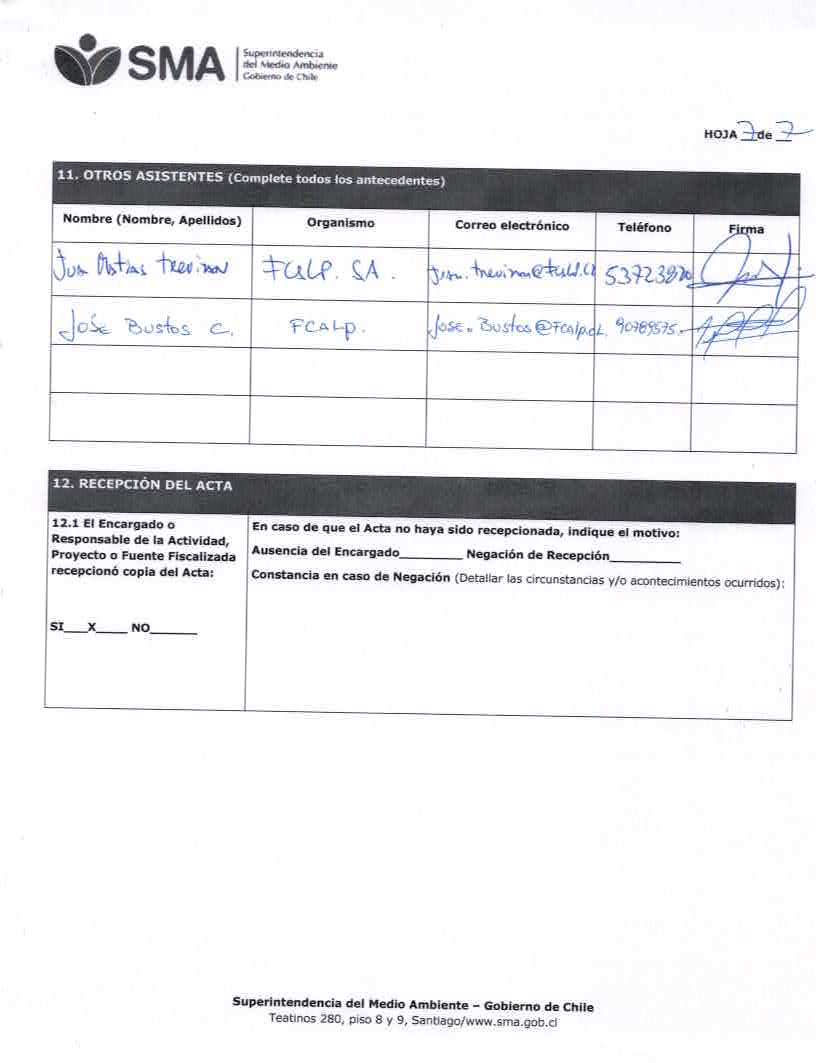 SMA
Superintendencia
del Medio Ambiente
Gobierno de Chile
HOJA 7 de 7
11. OTROS ASISTENTES (Complete todos los antecedentes)
Nombre (Nombre, Apellidos) Organismo Correo electrónico Teléfono Firma
Juan Matias S.A.
José Bustos C. FCALP. Jose.Bustos@Fcalp.cl. 90789575.
12. RECEPCIÓN DEL ACTA
12.1 El Encargado o
Responsable de la Actividad,
Proyecto o Fuente Fiscalizada
recepcionó copia del Acta:
SI___X____ NO______
En caso de que el Acta no haya sido recepcionada, indique el motivo:
Ausencia del Encargado________ Negación de Recepción_________
Constancia en caso de Negación (Detallar las circunstancias y/o acontecimientos ocurridos):
Superintendencia del Medio Ambiente – Gobierno de Chile
Teatinos 280, piso 8 y 9, Santiago/www.sma.gob.cl